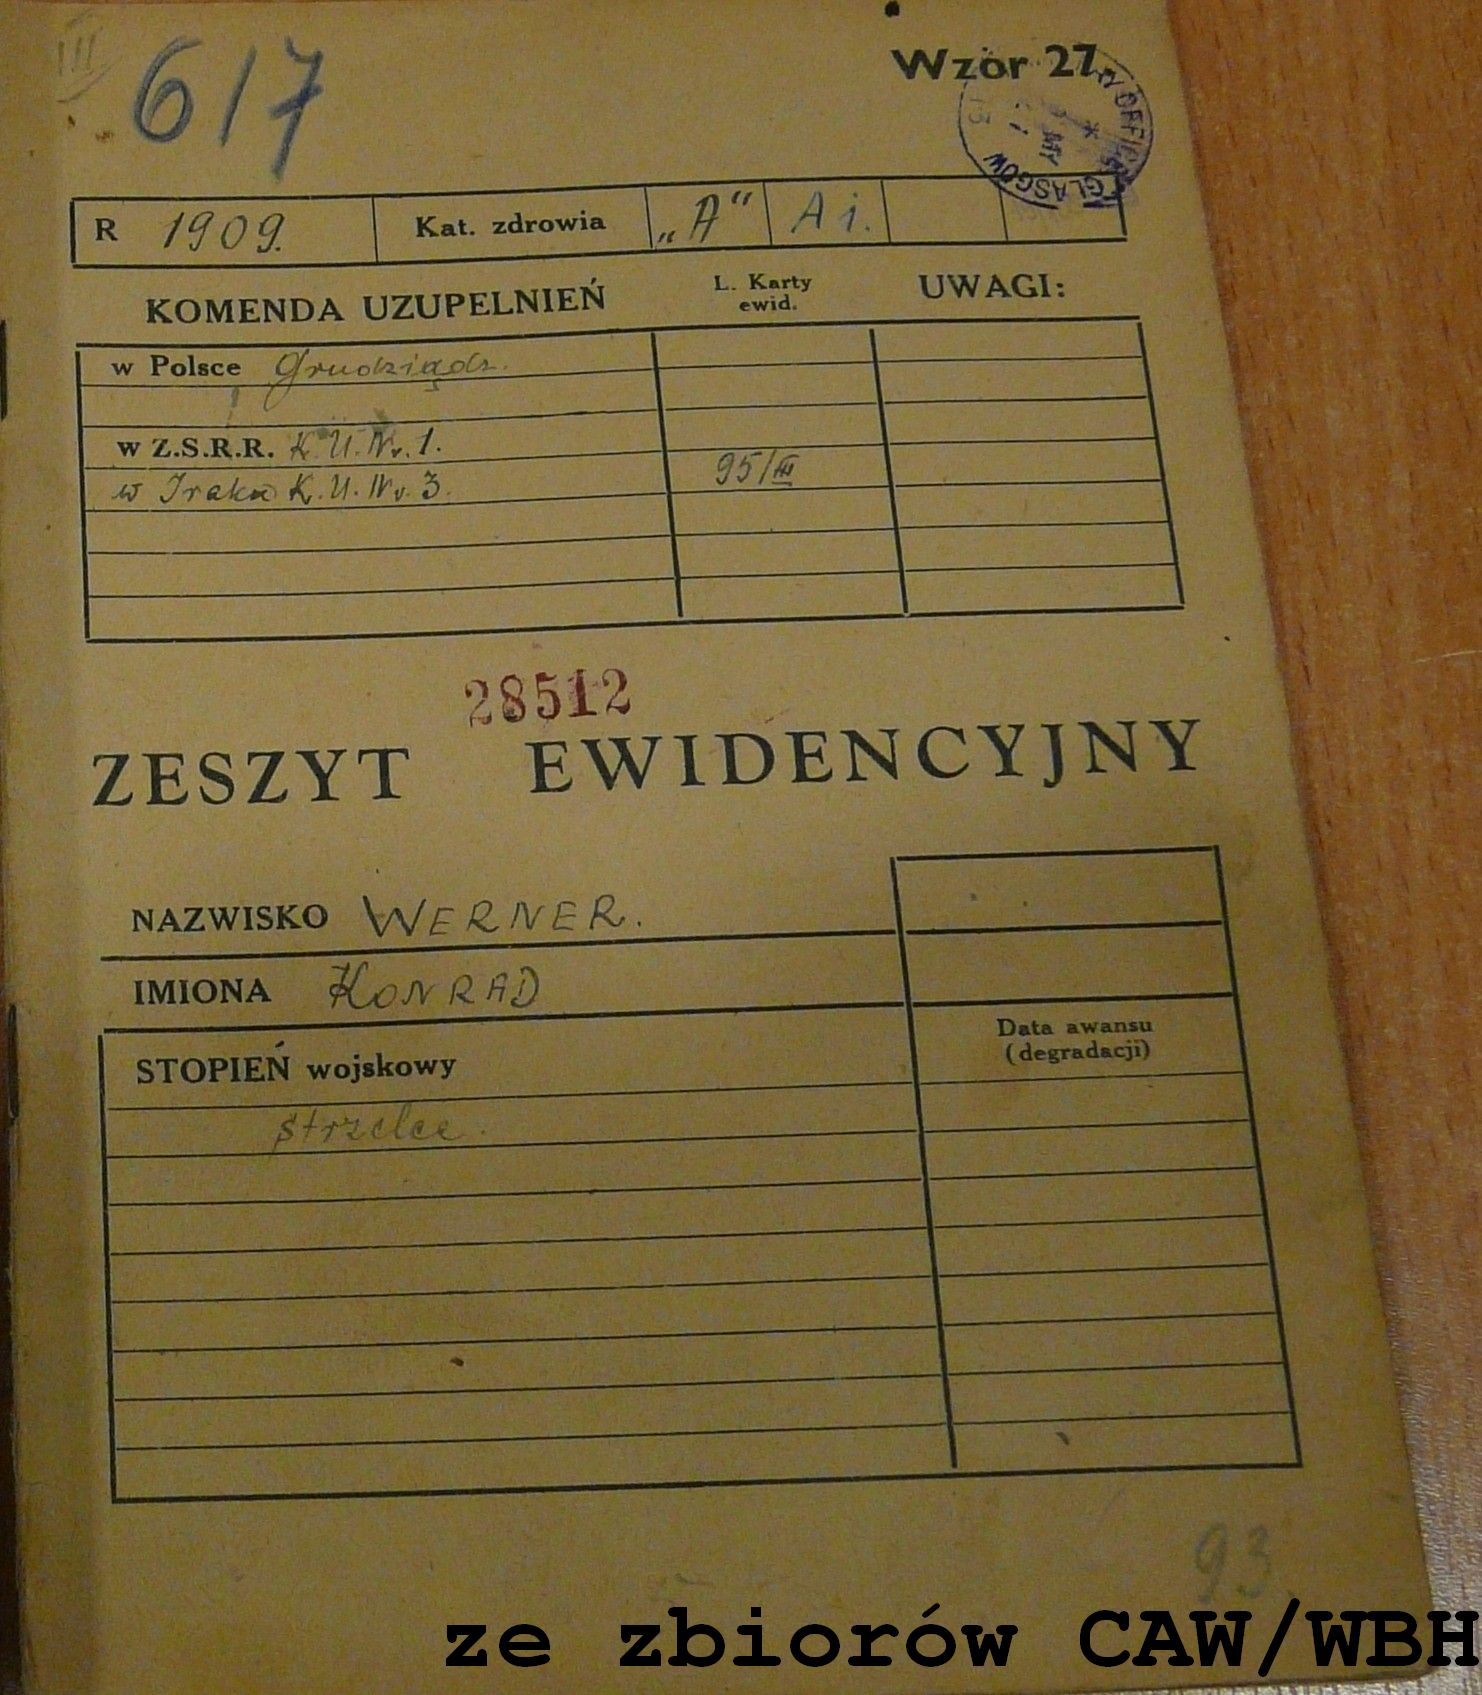 III
617
Wzór 27.
GLASGOW
R 1909. Kat. zdrowia „A" A i.
KOMENDA UZUPEŁNIEŃ L. Karty ewid. UWAGI:
w Polsce Grudziądz.
w Z.S.R.R. K.U.Nr. 1.
w Iraku K.U.Nr. 3. 95/III
28512
ZESZYT EWIDENCYJNY
NAZWISKO WERNER.
IMIONA KONRAD
STOPIEŃ wojskowy Data awansu (degradacji)
strzelec.
93
ze zbiorów CAW/WBH